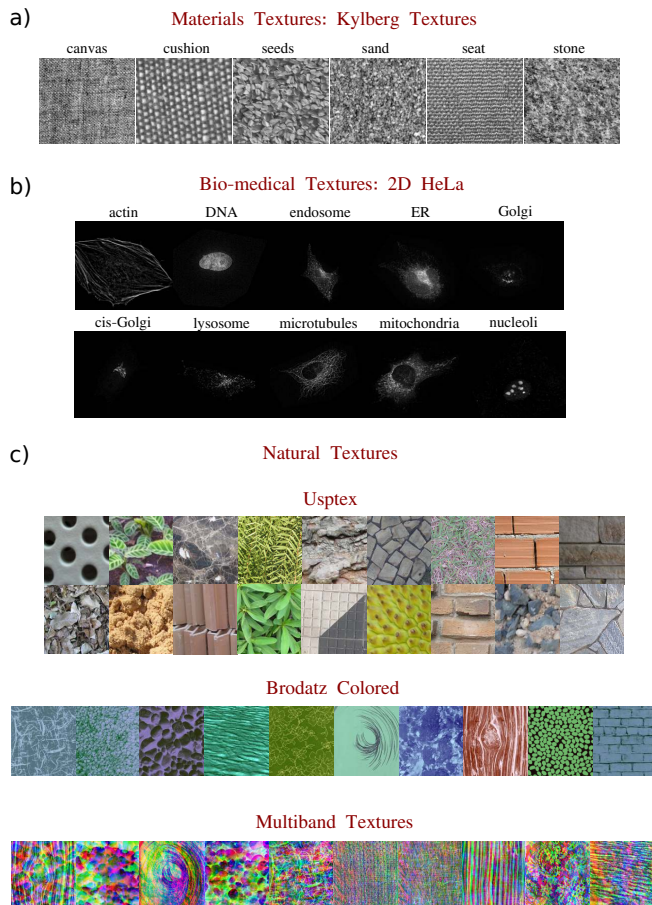 a)
Materials Textures: Kylberg Textures
canvas cushion seeds sand seat stone
b)
Bio-medical Textures: 2D HeLa
actin DNA endosome ER Golgi
cis-Golgi lysosome microtubules mitochondria nucleoli
c)
Natural Textures
Usptex
Brodatz Colored
Multiband Textures